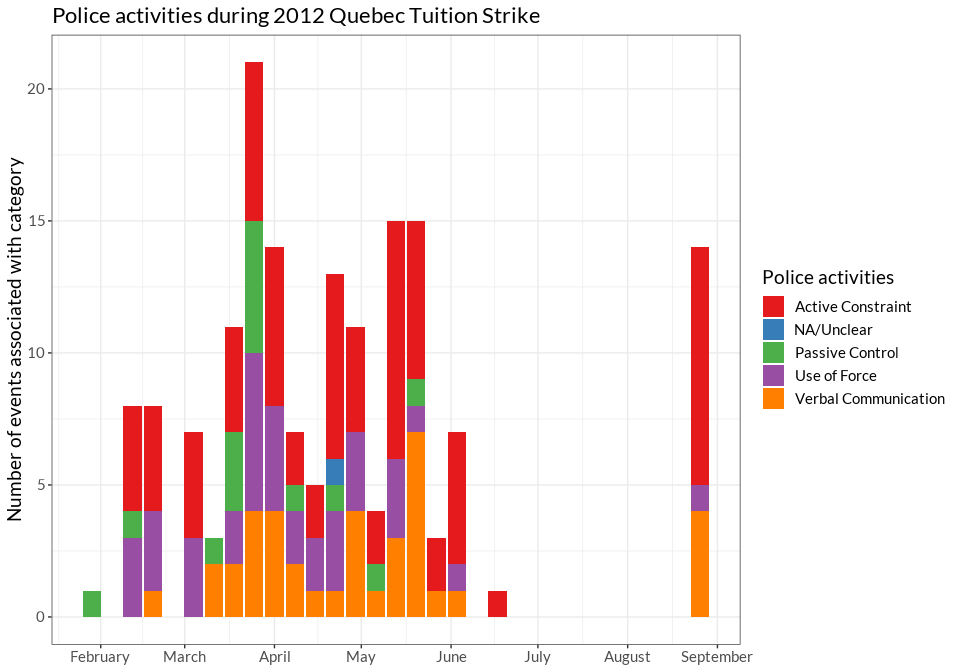 Police activities during 2012 Quebec Tuition Strike
Number of events associated with category
20
15
10
5
0
February March April May June July August September
Police activities
Active Constraint
NA/Unclear
Passive Control
Use of Force
Verbal Communication